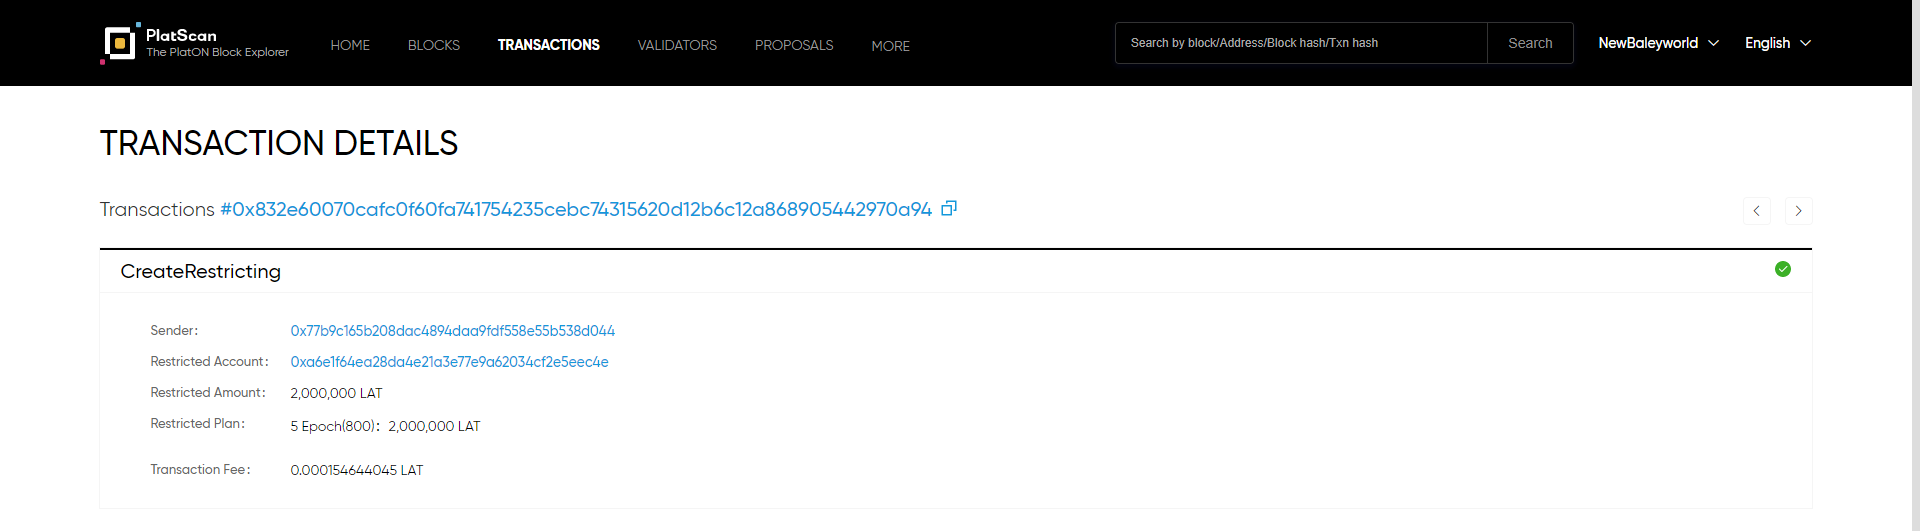 PlatScan
The PlatON Block Explorer
HOME BLOCKS TRANSACTIONS VALIDATORS PROPOSALS MORE
Search by block/Address/Block hash/Txn hash Search
NewBaleyworld English
TRANSACTION DETAILS
Transactions #0x832e60070cafc0f60fa741754235cebc74315620d12b6c12a868905442970a94
CreateRestricting
Sender: 0x77b9c165b208dac4894daa9fdf558e55b538d044
Restricted Account: 0xa6e1f64ea28da4e21a3e77e9a62034cf2e5eec4e
Restricted Amount: 2,000,000 LAT
Restricted Plan: 5 Epoch(800): 2,000,000 LAT
Transaction Fee: 0.000154644045 LAT